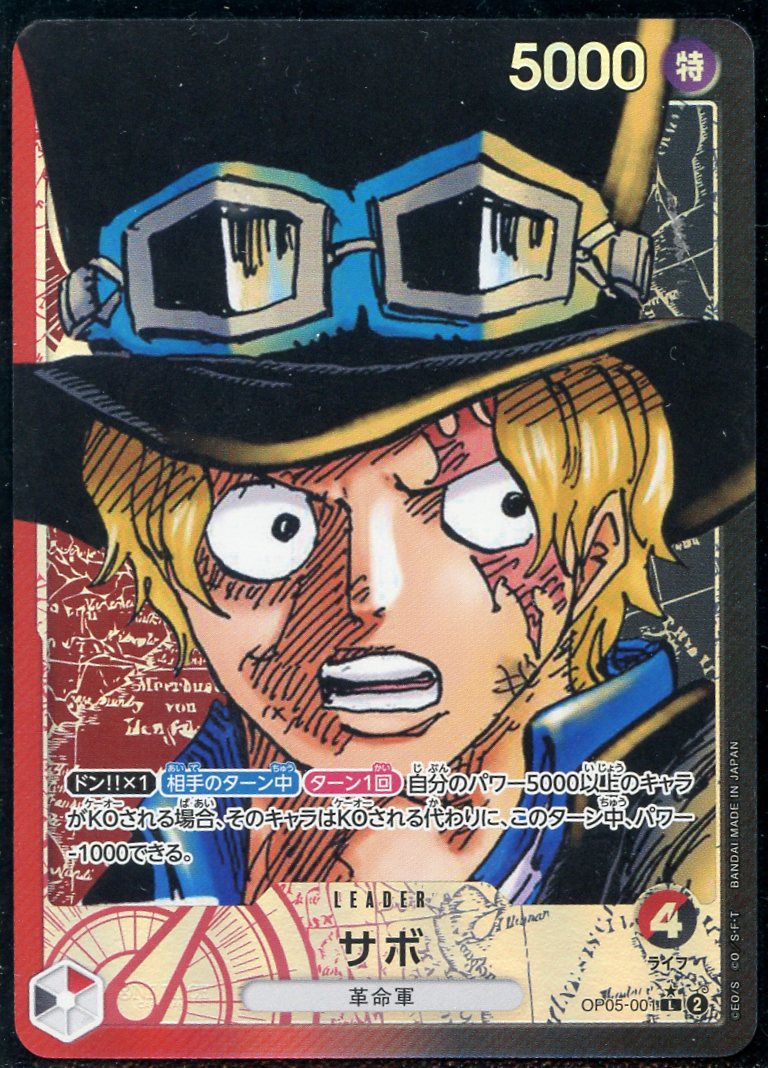 5000
特
Meerbu
von
ドン!!×1 相手のターン中 ターン1回 自分のパワー5000以上のキャラ
がKOされる場合、そのキャラはKOされる代わりに、このターン中、パワー
-1000できる。
LEADER
サボ
革命軍
4
ライフ
OP05-001 L 2
©E.O/S ©O S・F・T BANDAI MADE IN JAPAN